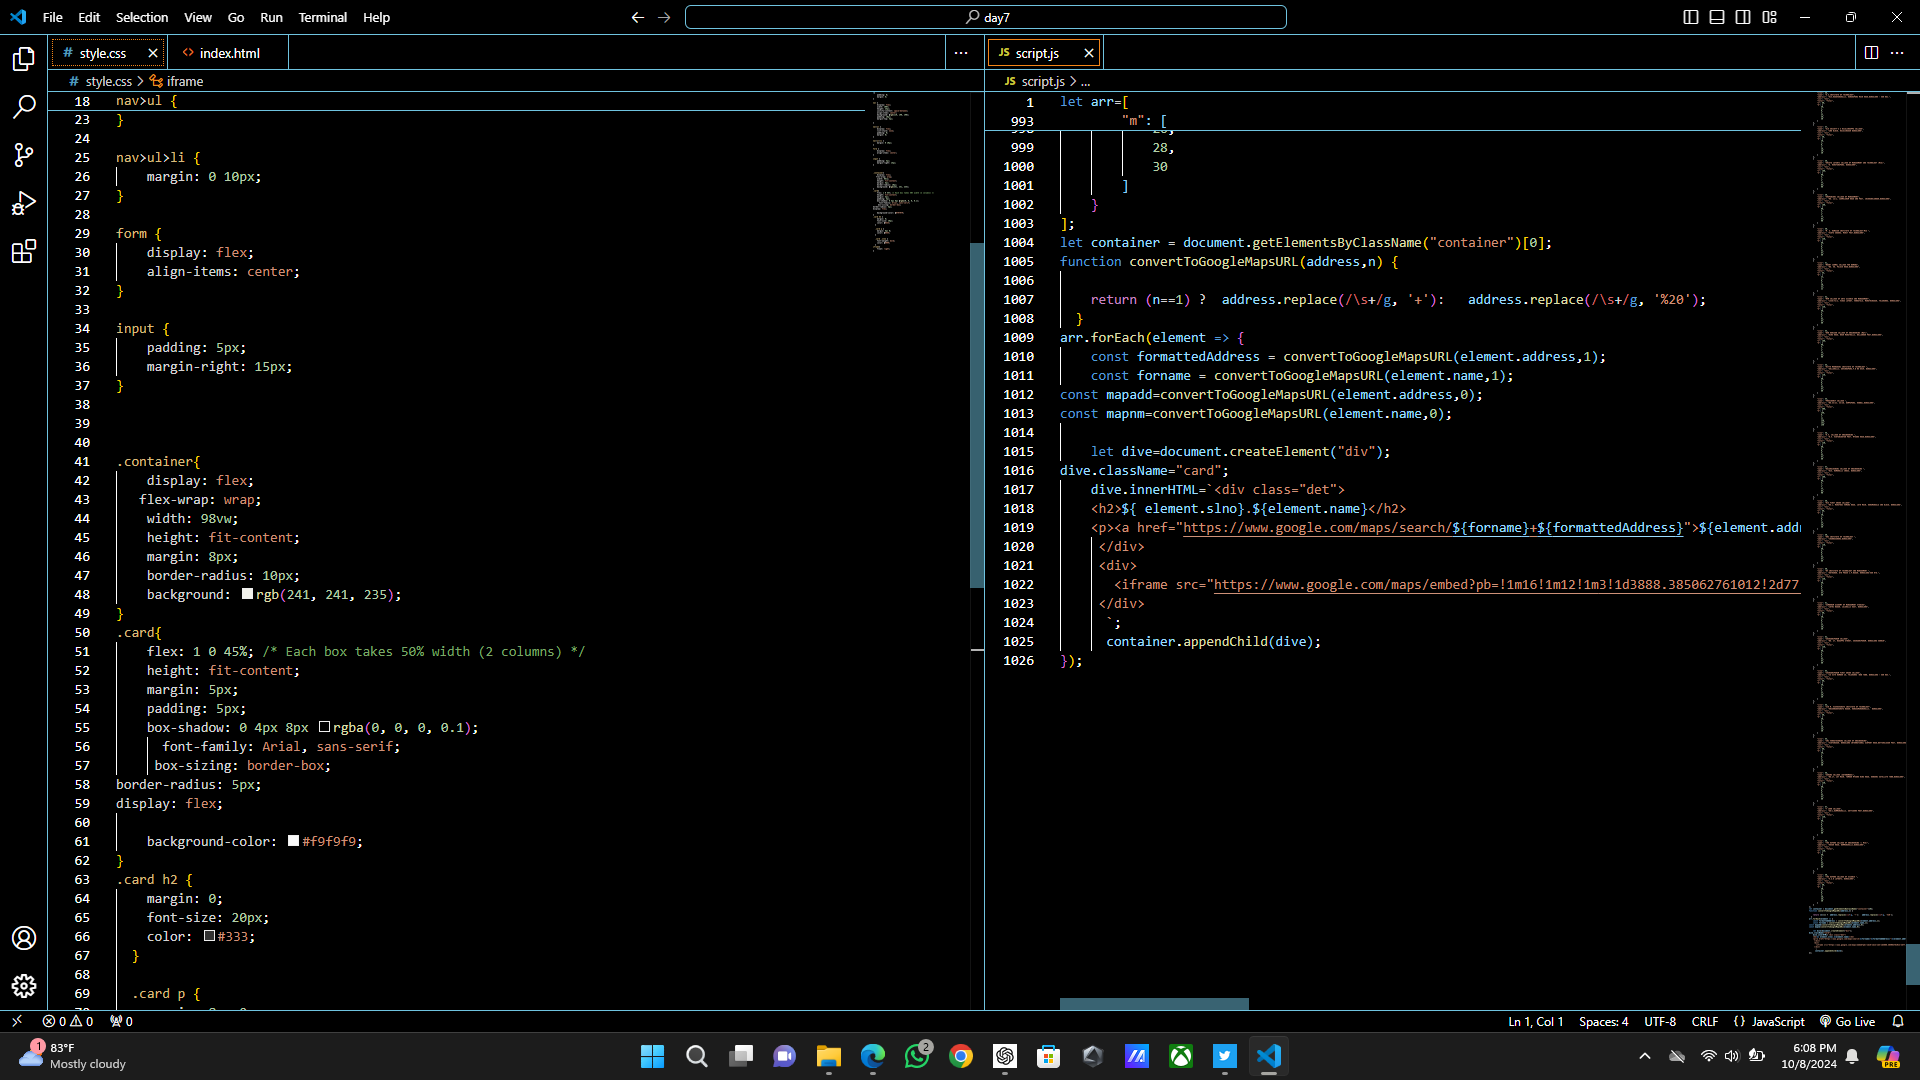 File Edit Selection View Go Run Terminal Help
day7
# style.css
<> index.html
# style.css > iframe
18 nav>ul {
23 }
24
25 nav>ul>li {
26 margin: 0 10px;
27 }
28
29 form {
30 display: flex;
31 align-items: center;
32 }
33
34 input {
35 padding: 5px;
36 margin-right: 15px;
37 }
38
39
40
41 .container{
42 display: flex;
43 flex-wrap: wrap;
44 width: 98vw;
45 height: fit-content;
46 margin: 8px;
47 border-radius: 10px;
48 background: rgb(241, 241, 235);
49 }
50 .card{
51 flex: 1 0 45%; /* Each box takes 50% width (2 columns) */
52 height: fit-content;
53 margin: 5px;
54 padding: 5px;
55 box-shadow: 0 4px 8px rgba(0, 0, 0, 0.1);
56 font-family: Arial, sans-serif;
57 box-sizing: border-box;
58 border-radius: 5px;
59 display: flex;
60
61 background-color: #f9f9f9;
62 }
63 .card h2 {
64 margin: 0;
65 font-size: 20px;
66 color: #333;
67 }
68
69 .card p {
JS script.js
JS script.js > ...
1 let arr=[
993 "m": [
999 28,
1000 30
1001 ]
1002 }
1003 ];
1004 let container = document.getElementsByClassName("container")[0];
1005 function convertToGoogleMapsURL(address,n) {
1006
1007 return (n==1) ? address.replace(/\s+/g, '+'): address.replace(/\s+/g, '%20');
1008 }
1009 arr.forEach(element => {
1010 const formattedAddress = convertToGoogleMapsURL(element.address,1);
1011 const forname = convertToGoogleMapsURL(element.name,1);
1012 const mapadd=convertToGoogleMapsURL(element.address,0);
1013 const mapnm=convertToGoogleMapsURL(element.name,0);
1014
1015 let dive=document.createElement("div");
1016 dive.className="card";
1017 dive.innerHTML=`<div class="det">
1018 <h2>${ element.slno}.${element.name}</h2>
1019 <p><a href="https://www.google.com/maps/search/${forname}+${formattedAddress}">${element.addr
1020 </div>
1021 <div>
1022 <iframe src="https://www.google.com/maps/embed?pb=!1m16!1m12!1m3!1d3888.385062761012!2d77
1023 </div>
1024 `;
1025 container.appendChild(dive);
1026 });
0 0 0
Ln 1, Col 1 Spaces: 4 UTF-8 CRLF {} JavaScript Go Live
1
83°F
Mostly cloudy
2
PRE
6:08 PM
10/8/2024